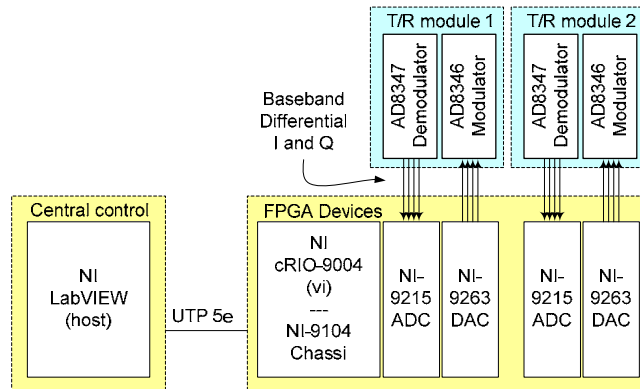 T/R module 1
AD8347
Demodulator
AD8346
Modulator
T/R module 2
AD8347
Demodulator
AD8346
Modulator
Baseband
Differential
I and Q
Central control
NI
LabVIEW
(host)
UTP 5e
FPGA Devices
NI
cRIO-9004
(vi)
---
NI-9104
Chassi
NI-
9215
ADC
NI-
9263
DAC
NI-
9215
ADC
NI-
9263
DAC